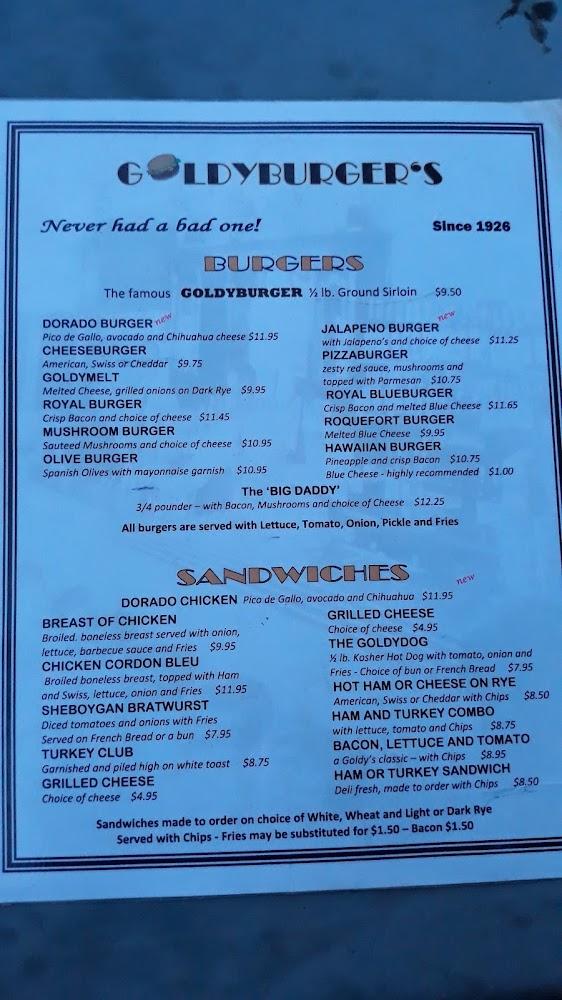 GOLDYBURGER'S
Never had a bad one!
Since 1926
BURGERS
The famous GOLDYBURGER ½ lb. Ground Sirloin $9.50
DORADO BURGER new
Pico de Gallo, avocado and Chihuahua cheese $11.95
CHEESEBURGER
American, Swiss or Cheddar $9.75
GOLDYMELT
Melted Cheese, grilled onions on Dark Rye $9.95
ROYAL BURGER
Crisp Bacon and choice of cheese $11.45
MUSHROOM BURGER
Sauteed Mushrooms and choice of cheese $10.95
OLIVE BURGER
Spanish Olives with mayonnaise garnish $10.95
new
JALAPENO BURGER
with Jalapeno's and choice of cheese $11.25
PIZZABURGER
zesty red sauce, mushrooms and
topped with Parmesan $10.75
ROYAL BLUEBURGER
Crisp Bacon and melted Blue Cheese $11.65
ROQUEFORT BURGER
Melted Blue Cheese $9.95
HAWAIIAN BURGER
Pineapple and crisp Bacon $10.75
Blue Cheese - highly recommended $1.00
The 'BIG DADDY'
3/4 pounder – with Bacon, Mushrooms and choice of Cheese $12.25
All burgers are served with Lettuce, Tomato, Onion, Pickle and Fries
SANDWICHES
new
DORADO CHICKEN Pico de Gallo, avocado and Chihuahua $11.95
BREAST OF CHICKEN
Broiled. boneless breast served with onion,
lettuce, barbecue sauce and Fries $9.95
CHICKEN CORDON BLEU
Broiled boneless breast, topped with Ham
and Swiss, lettuce, onion and Fries $11.95
SHEBOYGAN BRATWURST
Diced tomatoes and onions with Fries
Served on French Bread or a bun $7.95
TURKEY CLUB
Garnished and piled high on white toast $8.75
GRILLED CHEESE
Choice of cheese $4.95
GRILLED CHEESE
Choice of cheese $4.95
THE GOLDYDOG
½ lb. Kosher Hot Dog with tomato, onion and
Fries - Choice of bun or French Bread $7.95
HOT HAM OR CHEESE ON RYE
American, Swiss or Cheddar with Chips $8.50
HAM AND TURKEY COMBO
with lettuce, tomato and Chips $8.75
BACON, LETTUCE AND TOMATO
a Goldy's classic – with Chips $8.95
HAM OR TURKEY SANDWICH
Deli fresh, made to order with Chips $8.50
Sandwiches made to order on choice of White, Wheat and Light or Dark Rye
Served with Chips - Fries may be substituted for $1.50 – Bacon $1.50